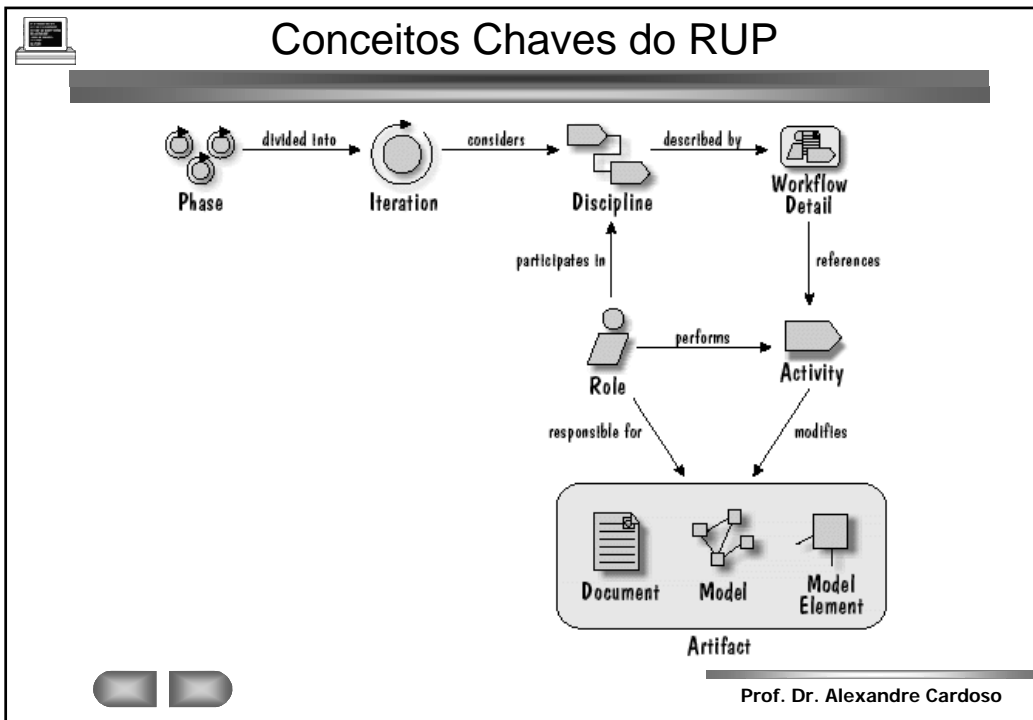 Conceitos Chaves do RUP
divided into
considers
described by
Phase
Iteration
Discipline
Workflow
Detail
participates in
references
performs
Role
Activity
responsible for
modifies
Document
Model
Model
Element
Artifact
Prof. Dr. Alexandre Cardoso